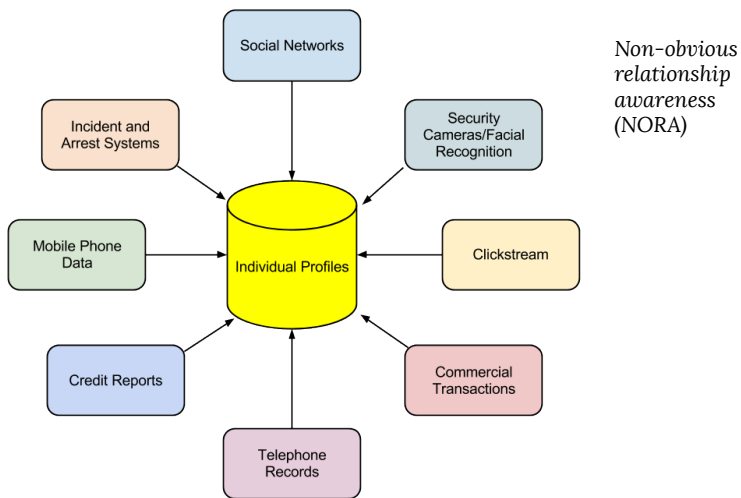 Social Networks
Non-obvious
relationship
awareness
(NORA)
Incident and
Arrest Systems
Security
Cameras/Facial
Recognition
Mobile Phone
Data
Individual Profiles
Clickstream
Credit Reports
Commercial
Transactions
Telephone
Records